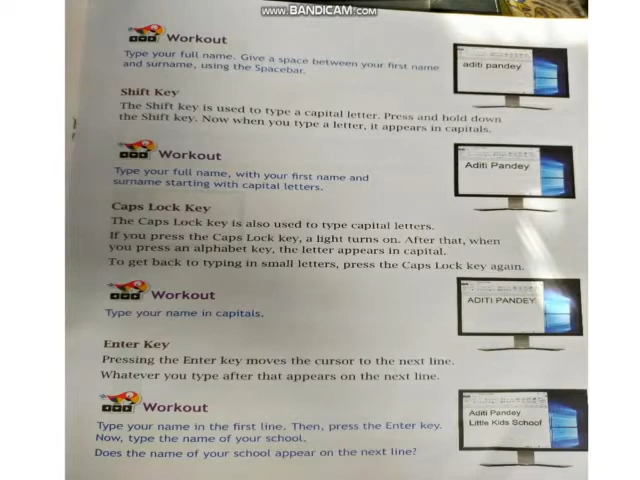 WWW.BANDICAM.COM
Workout
Type your full name. Give a space between your first name
and surname, using the Spacebar.
aditi pandey
Shift Key
The Shift key is used to type a capital letter. Press and hold down
the Shift key. Now when you type a letter, it appears in capitals.
Workout
Type your full name, with your first name and
surname starting with capital letters.
Aditi Pandey
Caps Lock Key
The Caps Lock key is also used to type capital letters.
If you press the Caps Lock key, a light turns on. After that, when
you press an alphabet key, the letter appears in capital.
To get back to typing in small letters, press the Caps Lock key again.
Workout
Type your name in capitals.
ADITI PANDEY
Enter Key
Pressing the Enter key moves the cursor to the next line.
Whatever you type after that appears on the next line.
Workout
Type your name in the first line. Then, press the Enter key.
Now, type the name of your school.
Does the name of your school appear on the next line?
Aditi Pandey
Little Kids School